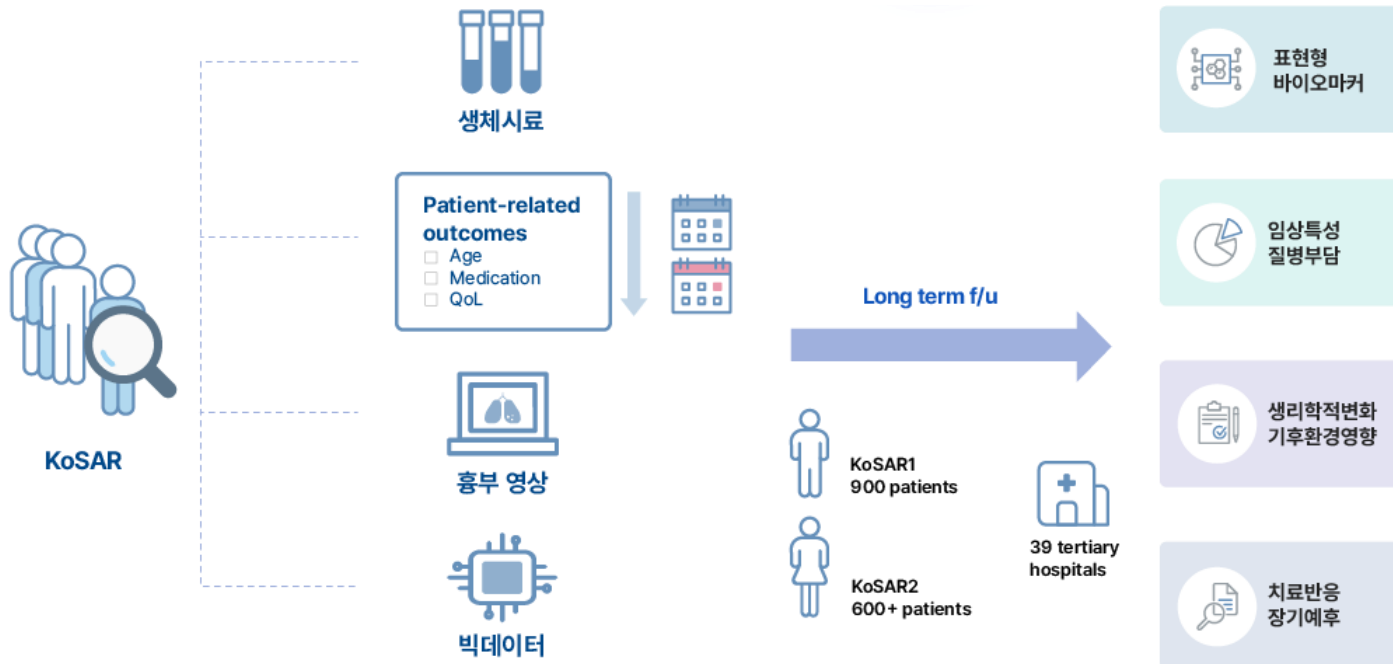 KoSAR
생체시료
Patient-related
outcomes
Age
Medication
QoL
흉부 영상
빅데이터
Long term f/u
KoSAR1
900 patients
KoSAR2
600+ patients
39 tertiary
hospitals
표현형
바이오마커
임상특성
질병부담
생리학적변화
기후환경영향
치료반응
장기예후